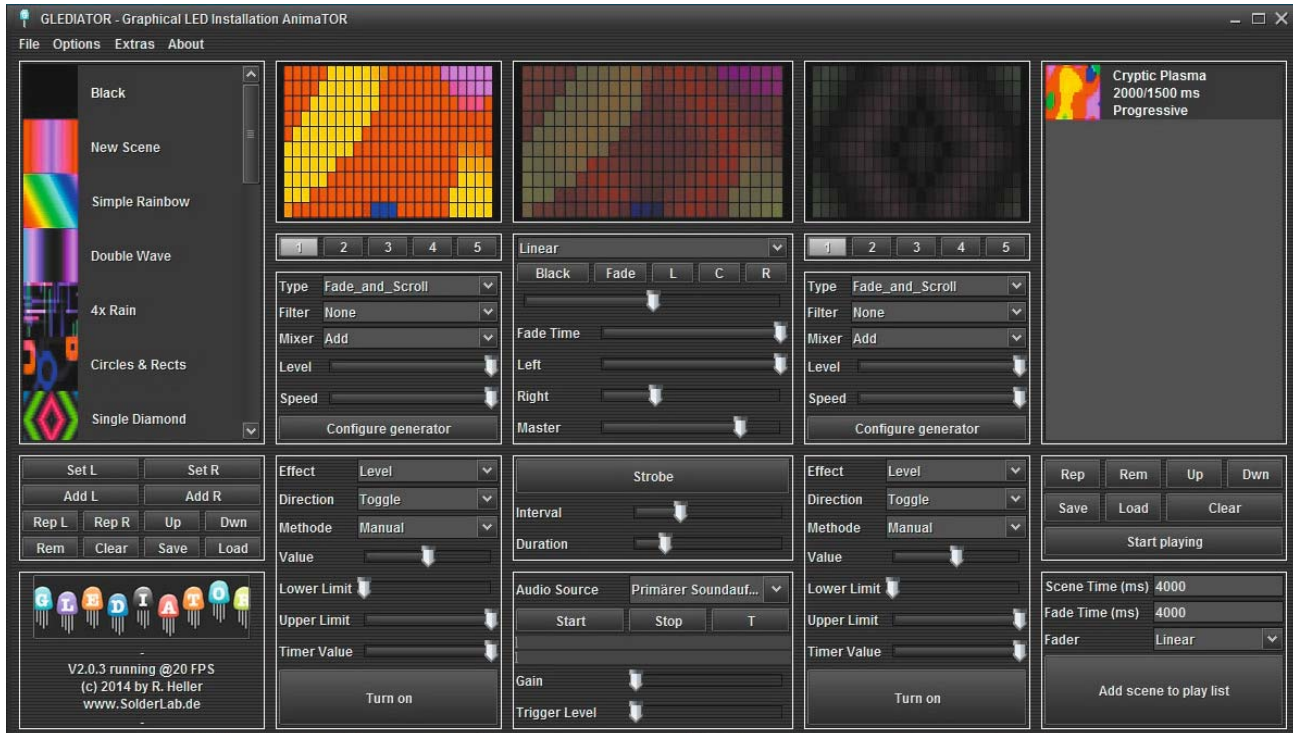 GLEDIATOR - Graphical LED Installation AnimaTOR
File Options Extras About
Black
New Scene
Simple Rainbow
Double Wave
4x Rain
Circles & Rects
Single Diamond
Set L Set R
Add L Add R
Rep L Rep R Up Dwn
Rem Clear Save Load
GLEDIATOR
-
V2.0.3 running @20 FPS
(c) 2014 by R. Heller
www.SolderLab.de
-
1 2 3 4 5
Type Fade_and_Scroll
Filter None
Mixer Add
Level
Speed
Configure generator
Effect Level
Direction Toggle
Methode Manual
Value
Lower Limit
Upper Limit
Timer Value
Turn on
Linear
Black Fade L C R
Fade Time
Left
Right
Master
Strobe
Interval
Duration
Audio Source Primärer Soundauf...
Start Stop T
Gain
Trigger Level
1 2 3 4 5
Type Fade_and_Scroll
Filter None
Mixer Add
Level
Speed
Configure generator
Effect Level
Direction Toggle
Methode Manual
Value
Lower Limit
Upper Limit
Timer Value
Turn on
Cryptic Plasma
2000/1500 ms
Progressive
Rep Rem Up Dwn
Save Load Clear
Start playing
Scene Time (ms) 4000
Fade Time (ms) 4000
Fader Linear
Add scene to play list